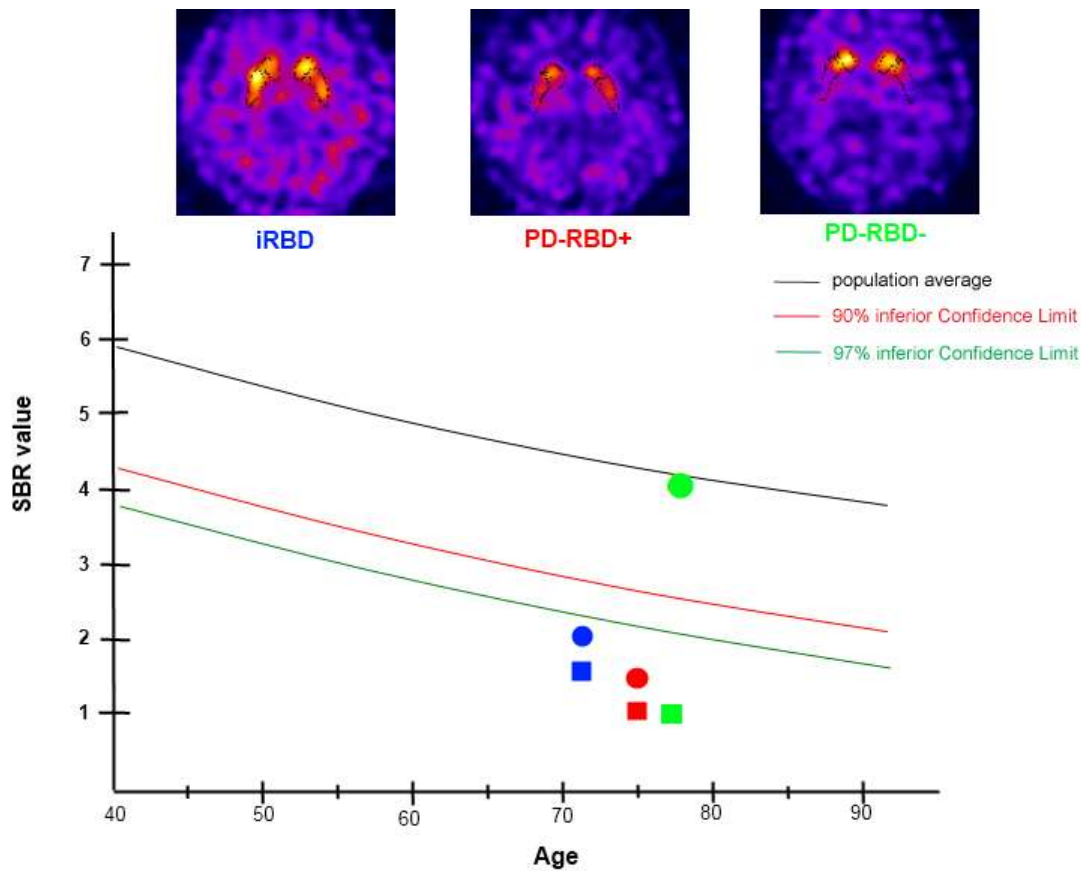 iRBD
PD-RBD+
PD-RBD-
population average
90% inferior Confidence Limit
97% inferior Confidence Limit
SBR value
7
6
5
4
3
2
1
40
50
60
70
80
90
Age